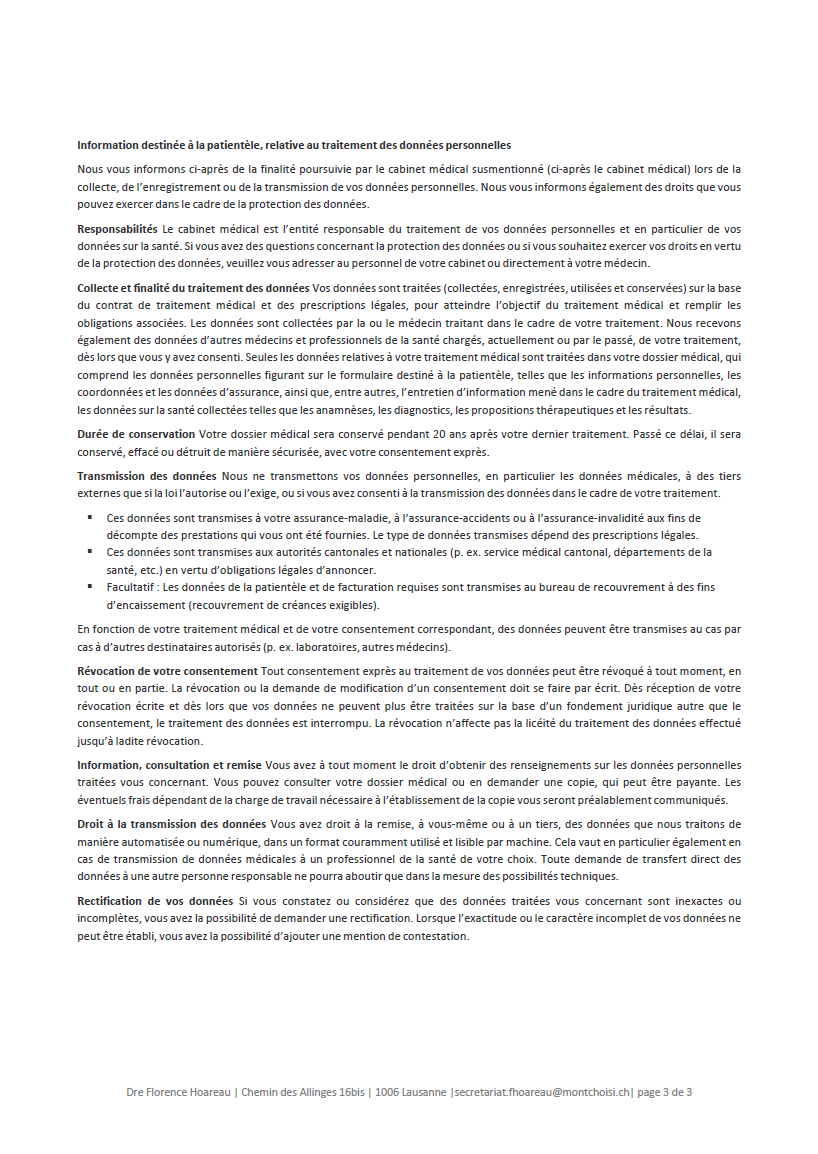 Information destinée à la patientèle, relative au traitement des données personnelles
Nous vous informons ci-après de la finalité poursuivie par le cabinet médical susmentionné (ci-après le cabinet médical) lors de la
collecte, de l’enregistrement ou de la transmission de vos données personnelles. Nous vous informons également des droits que vous
pouvez exercer dans le cadre de la protection des données.
Responsabilités Le cabinet médical est l’entité responsable du traitement de vos données personnelles et en particulier de vos
données sur la santé. Si vous avez des questions concernant la protection des données ou si vous souhaitez exercer vos droits en vertu
de la protection des données, veuillez vous adresser au personnel de votre cabinet ou directement à votre médecin.
Collecte et finalité du traitement des données Vos données sont traitées (collectées, enregistrées, utilisées et conservées) sur la base
du contrat de traitement médical et des prescriptions légales, pour atteindre l’objectif du traitement médical et remplir les
obligations associées. Les données sont collectées par la ou le médecin traitant dans le cadre de votre traitement. Nous recevons
également des données d’autres médecins et professionnels de la santé chargés, actuellement ou par le passé, de votre traitement,
dès lors que vous y avez consenti. Seules les données relatives à votre traitement médical sont traitées dans votre dossier médical, qui
comprend les données personnelles figurant sur le formulaire destiné à la patientèle, telles que les informations personnelles, les
coordonnées et les données d’assurance, ainsi que, entre autres, l’entretien d’information mené dans le cadre du traitement médical,
les données sur la santé collectées telles que les anamnèses, les diagnostics, les propositions thérapeutiques et les résultats.
Durée de conservation Votre dossier médical sera conservé pendant 20 ans après votre dernier traitement. Passé ce délai, il sera
conservé, effacé ou détruit de manière sécurisée, avec votre consentement exprès.
Transmission des données Nous ne transmettons vos données personnelles, en particulier les données médicales, à des tiers
externes que si la loi l’autorise ou l’exige, ou si vous avez consenti à la transmission des données dans le cadre de votre traitement.
▪ Ces données sont transmises à votre assurance-maladie, à l’assurance-accidents ou à l’assurance-invalidité aux fins de
décompte des prestations qui vous ont été fournies. Le type de données transmises dépend des prescriptions légales.
▪ Ces données sont transmises aux autorités cantonales et nationales (p. ex. service médical cantonal, départements de la
santé, etc.) en vertu d’obligations légales d’annoncer.
▪ Facultatif : Les données de la patientèle et de facturation requises sont transmises au bureau de recouvrement à des fins
d’encaissement (recouvrement de créances exigibles).
En fonction de votre traitement médical et de votre consentement correspondant, des données peuvent être transmises au cas par
cas à d’autres destinataires autorisés (p. ex. laboratoires, autres médecins).
Révocation de votre consentement Tout consentement exprès au traitement de vos données peut être révoqué à tout moment, en
tout ou en partie. La révocation ou la demande de modification d’un consentement doit se faire par écrit. Dès réception de votre
révocation écrite et dès lors que vos données ne peuvent plus être traitées sur la base d’un fondement juridique autre que le
consentement, le traitement des données est interrompu. La révocation n’affecte pas la licéité du traitement des données effectué
jusqu’à ladite révocation.
Information, consultation et remise Vous avez à tout moment le droit d’obtenir des renseignements sur les données personnelles
traitées vous concernant. Vous pouvez consulter votre dossier médical ou en demander une copie, qui peut être payante. Les
éventuels frais dépendant de la charge de travail nécessaire à l’établissement de la copie vous seront préalablement communiqués.
Droit à la transmission des données Vous avez droit à la remise, à vous-même ou à un tiers, des données que nous traitons de
manière automatisée ou numérique, dans un format couramment utilisé et lisible par machine. Cela vaut en particulier également en
cas de transmission de données médicales à un professionnel de la santé de votre choix. Toute demande de transfert direct des
données à une autre personne responsable ne pourra aboutir que dans la mesure des possibilités techniques.
Rectification de vos données Si vous constatez ou considérez que des données traitées vous concernant sont inexactes ou
incomplètes, vous avez la possibilité de demander une rectification. Lorsque l’exactitude ou le caractère incomplet de vos données ne
peut être établi, vous avez la possibilité d’ajouter une mention de contestation.
Dre Florence Hoareau | Chemin des Allinges 16bis | 1006 Lausanne |secretariat.fhoareau@montchoisi.ch| page 3 de 3